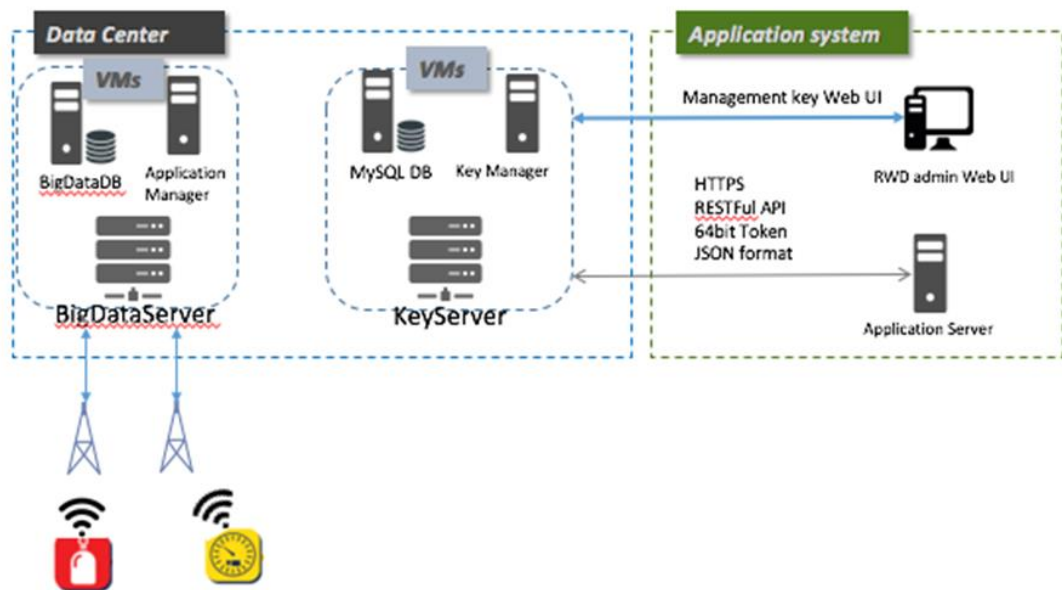 Data Center
VMs
BigDataDB
Application
Manager
BigDataServer
VMs
MySQL DB
Key Manager
KeyServer
Application system
Management key Web UI
RWD admin Web UI
HTTPS
RESTFul API
64bit Token
JSON format
Application Server